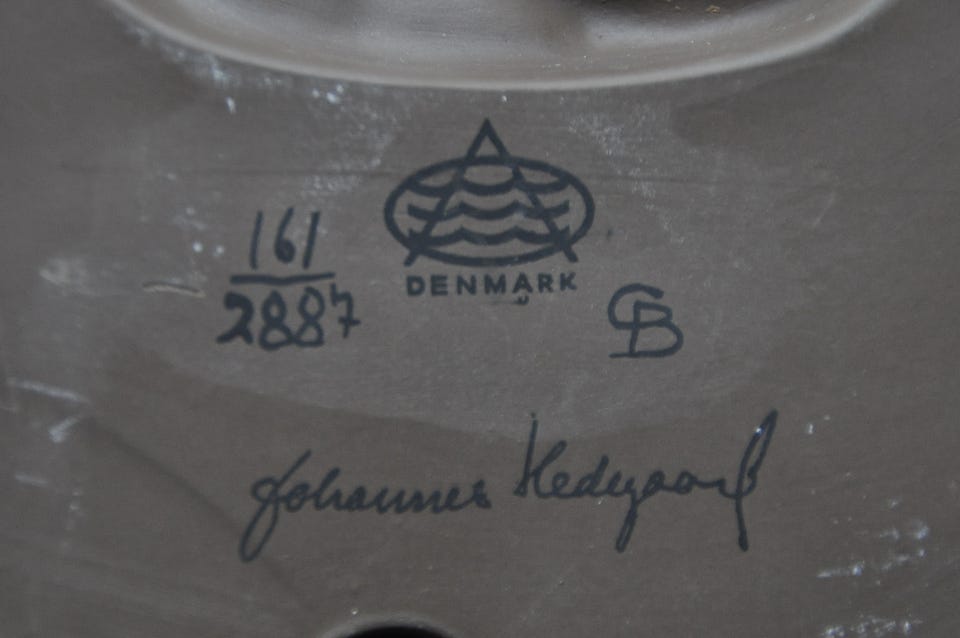 161
2887
DENMARK
CB
Johannes Hedegaard